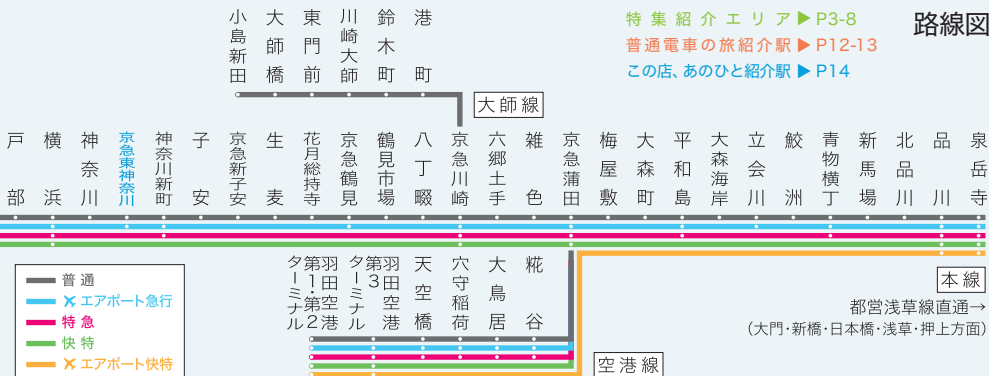 路線図
特集紹介エリア▶P3-8
普通電車の旅紹介駅▶P12-13
この店、あのひと紹介駅▶P14
小島新田
大師橋
東門前
川崎大師
鈴木町
港町
大師線
戸部
横浜
神奈川
京急東神奈川
神奈川新町
子安
京急新子安
生麦
花月総持寺
京急鶴見
鶴見市場
八丁畷
京急川崎
六郷土手
雑色
京急蒲田
梅屋敷
大森町
平和島
大森海岸
立会川
鮫洲
青物横丁
新馬場
北品川
品川
泉岳寺
羽田空港
第1・第2
ターミナル
羽田空港
第3
ターミナル
天空橋
穴守稲荷
大鳥居
糀谷
空港線
本線
都営浅草線直通→
(大門・新橋・日本橋・浅草・押上方面)
普通
エアポート急行
特急
快特
エアポート快特